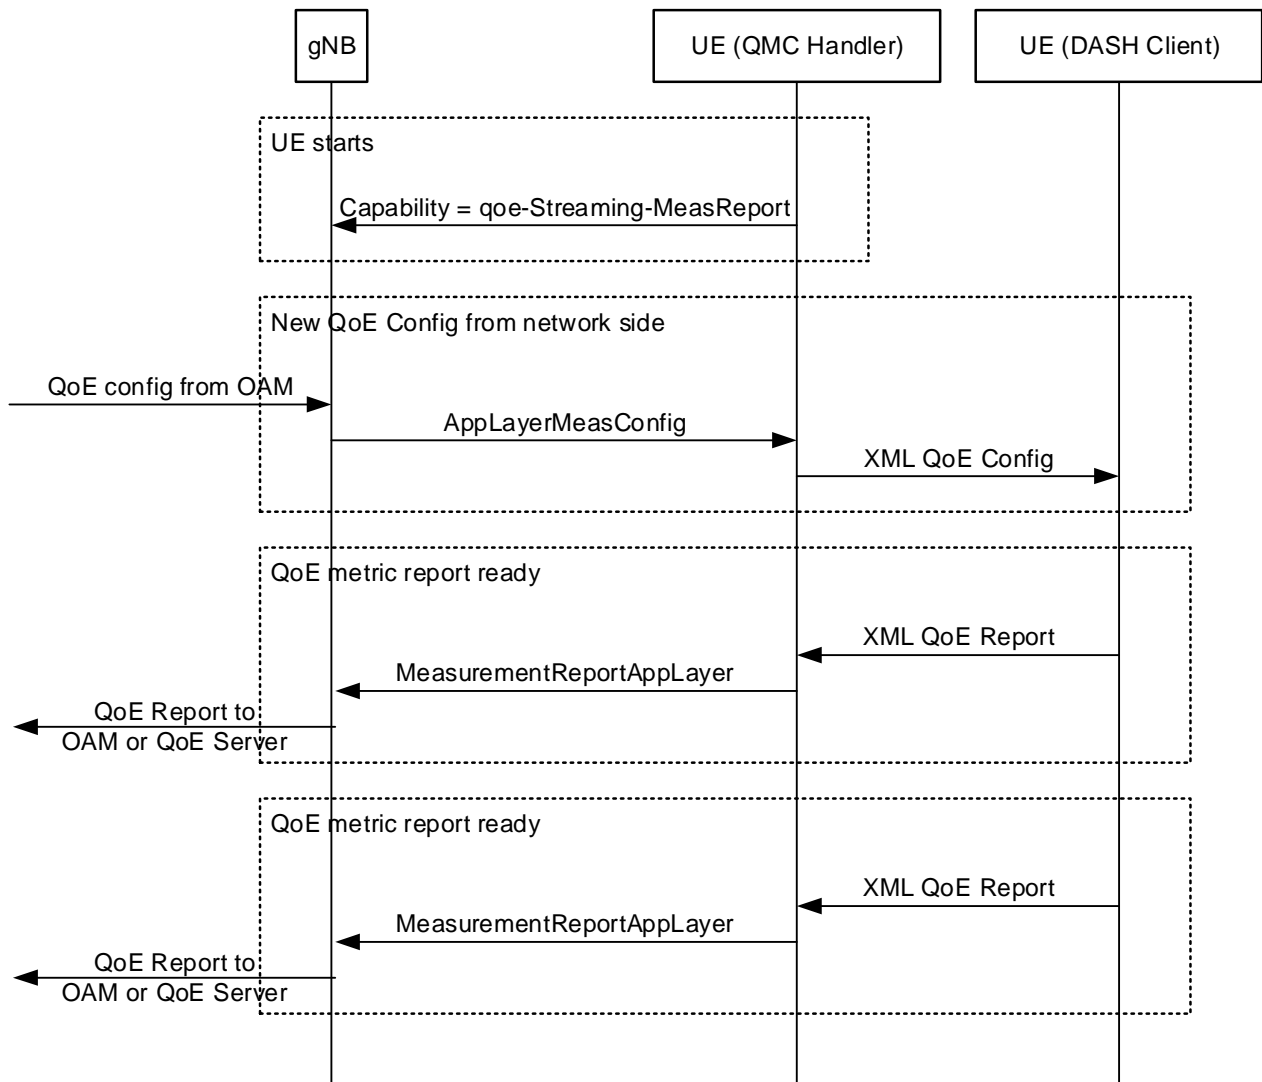 gNB
UE (QMC Handler)
UE (DASH Client)
UE starts
Capability = qoe-Streaming-MeasReport
New QoE Config from network side
QoE config from OAM
AppLayerMeasConfig
XML QoE Config
QoE metric report ready
XML QoE Report
MeasurementReportAppLayer
QoE Report to
OAM or QoE Server
QoE metric report ready
XML QoE Report
MeasurementReportAppLayer
QoE Report to
OAM or QoE Server